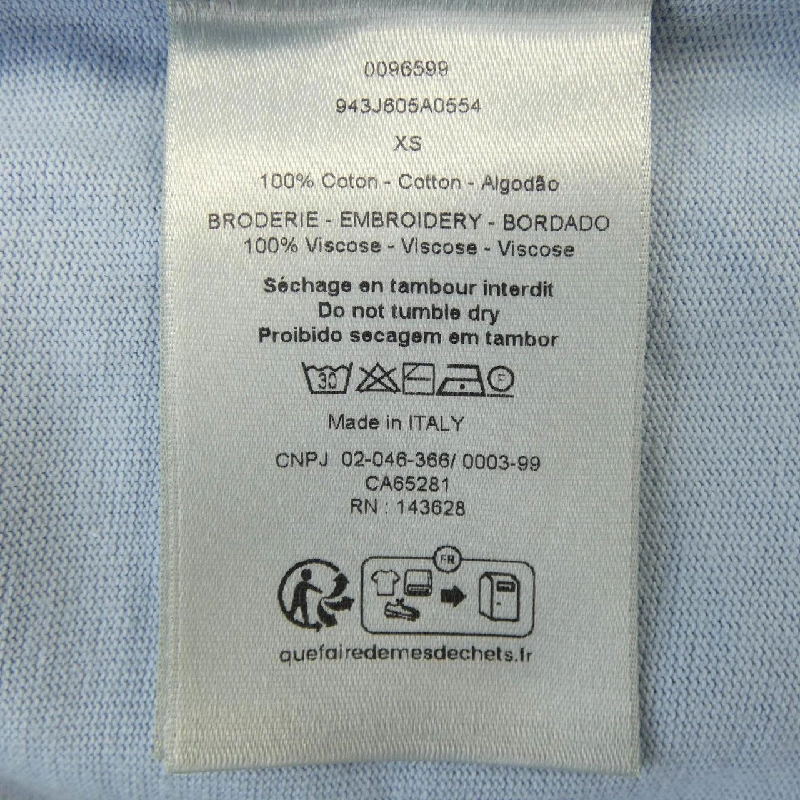 0096599
943J605A0554
XS
100% Coton - Cotton - Algodão
BRODERIE - EMBROIDERY - BORDADO
100% Viscose - Viscose - Viscose
Séchage en tambour interdit
Do not tumble dry
Proibido secagem em tambor
30 F
Made in ITALY
CNPJ 02-046-366/ 0003-99
CA65281
RN : 143628
FR
quefairedemesdechets.fr